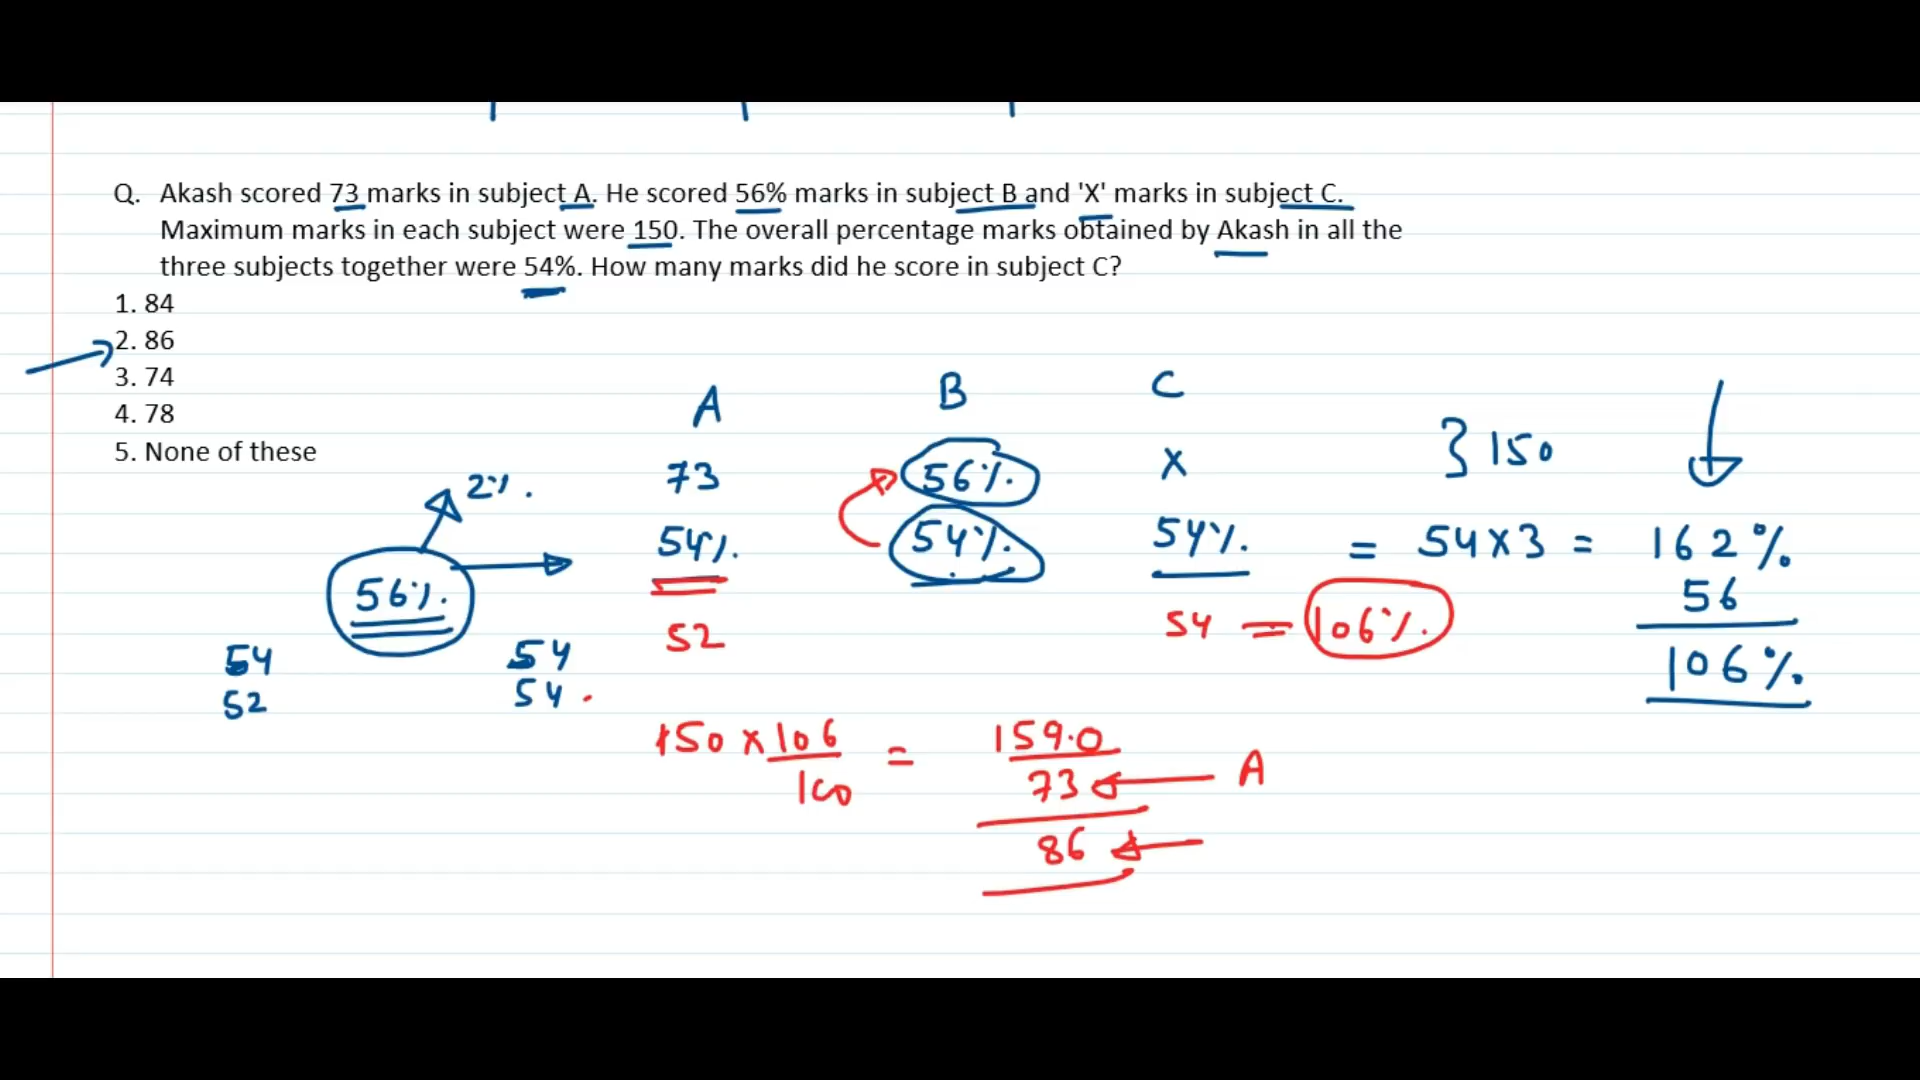 Q. Akash scored 73 marks in subject A. He scored 56% marks in subject B and 'X' marks in subject C.
Maximum marks in each subject were 150. The overall percentage marks obtained by Akash in all the
three subjects together were 54%. How many marks did he score in subject C?
1. 84
2. 86
3. 74
4. 78
5. None of these
A B C
73 56% X } 150
2%.
54%. 54%. 54%. = 54×3 = 162%.
56%. 56
52 54 = 106%. 106%.
54 54
52 54.
150 × 106 = 159.0
100 73 A
86